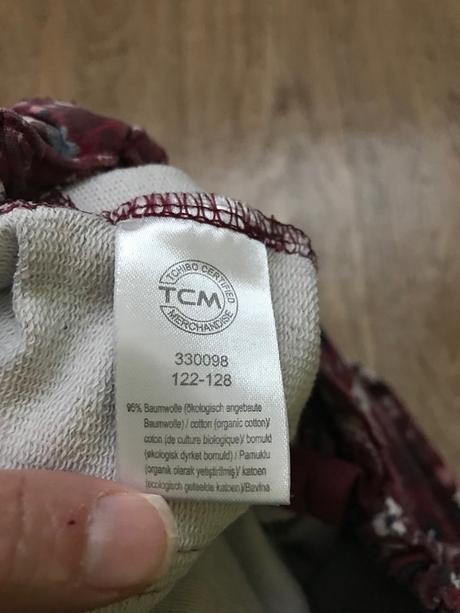 TCHIBO CERTIFIED
TCM
MERCHANDISE
330098
122-128
95% Baumwolle (ökologisch angebaute
Baumwolle) / cotton (organic cotton)/
coton (de culture biologique)/ bomuld
(økologisk dyrket bomuld) / Pamuklu
(organik olarak yetiştirilmiş)/ katoen
(ecologisch geteelde katoen)/Bavlna